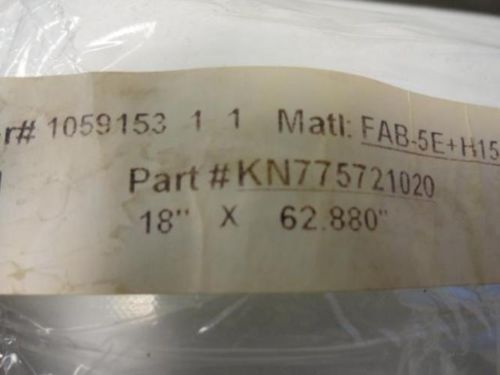 r# 1059153 1 1 Matl: FAB-5E+H15
Part # KN775721020
18" X 62.880"